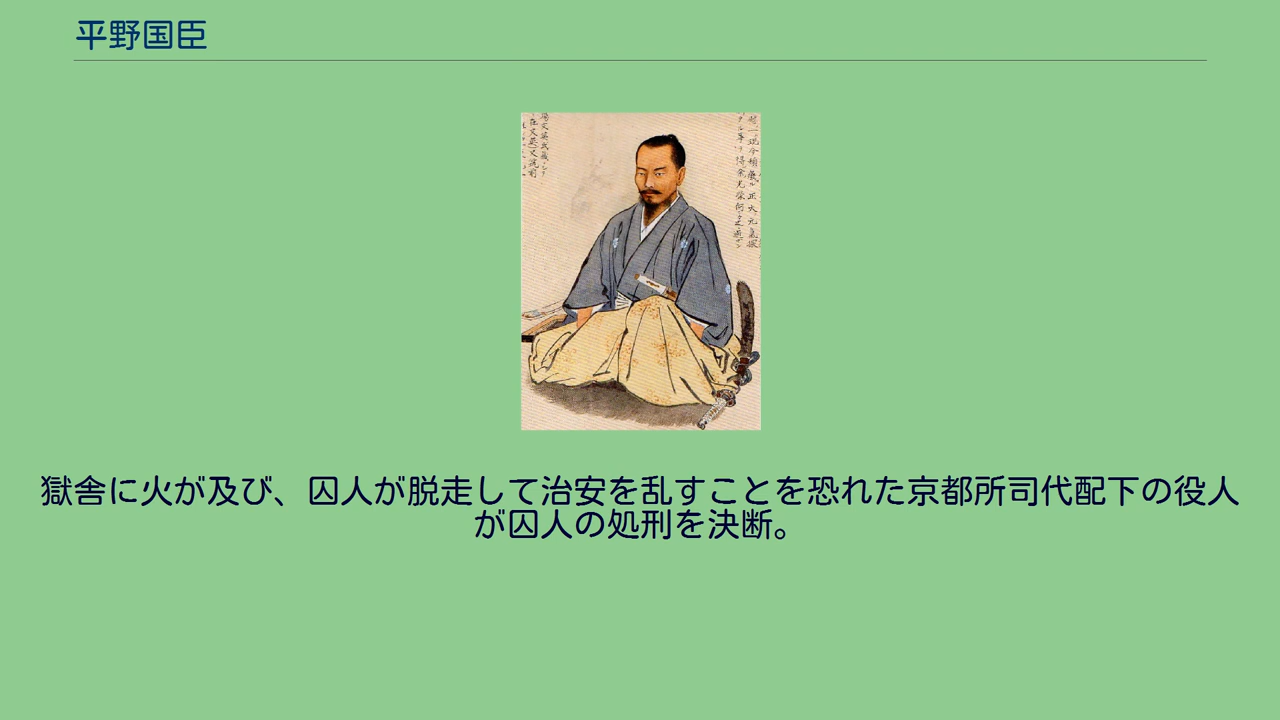 平野国臣
獄舎に火が及び、囚人が脱走して治安を乱すことを恐れた京都所司代配下の役人
が囚人の処刑を決断。